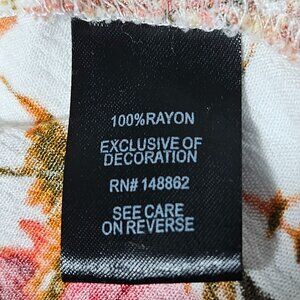 100%RAYON
EXCLUSIVE OF
DECORATION
RN# 148862
SEE CARE
ON REVERSE